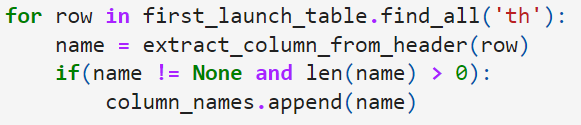 for row in first_launch_table.find_all('th'):
    name = extract_column_from_header(row)
    if(name != None and len(name) > 0):
        column_names.append(name)